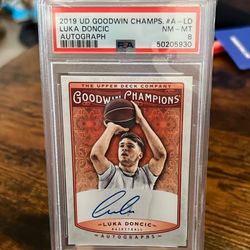 2019 UD GOODWIN CHAMPS. #A-LD
LUKA DONCIC NM-MT
AUTOGRAPH PSA 8
50205930
THE UPPER DECK COMPANY
GOODWIN CHAMPIONS
LUKA DONCIC
BASKETBALL
AUTOGRAPHS